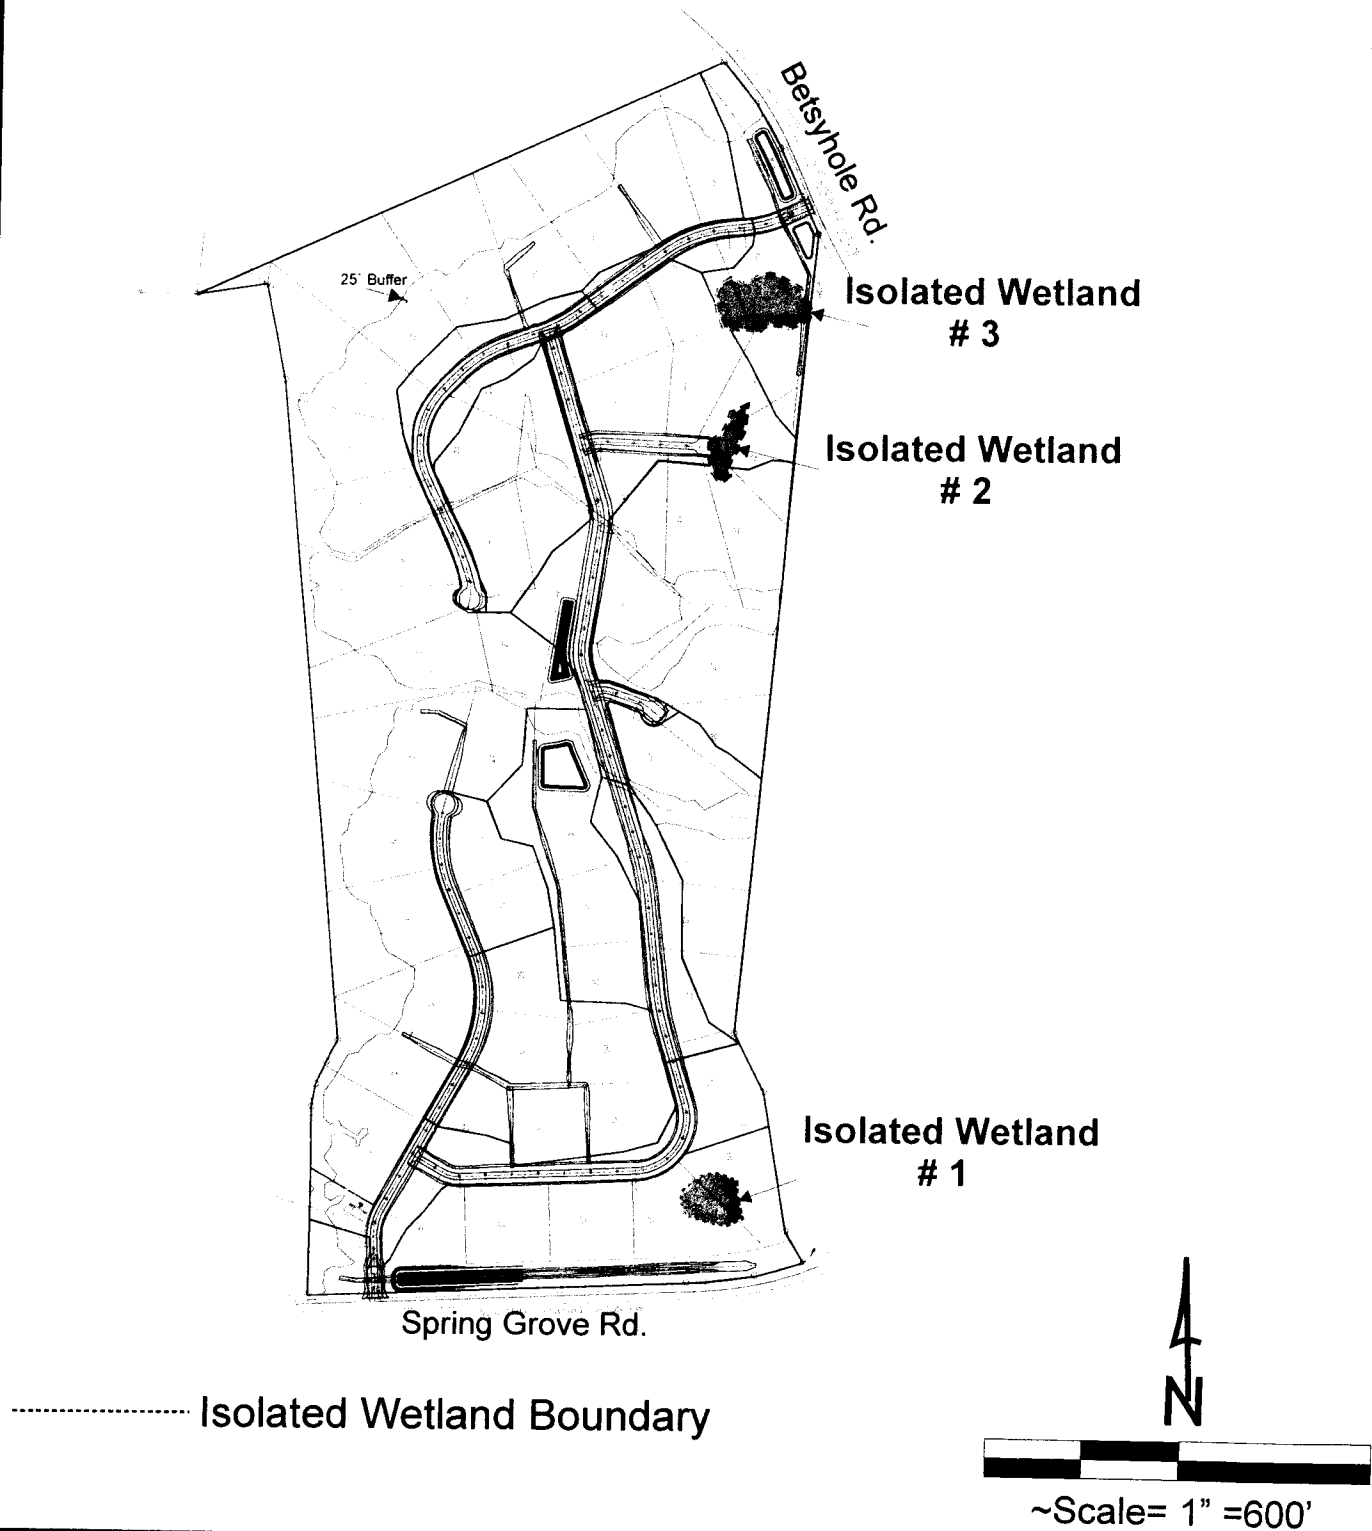 Betsyhole Rd.
25' Buffer
Isolated Wetland
# 3
Isolated Wetland
# 2
Isolated Wetland
# 1
Spring Grove Rd.
Isolated Wetland Boundary
N
~Scale= 1” =600’